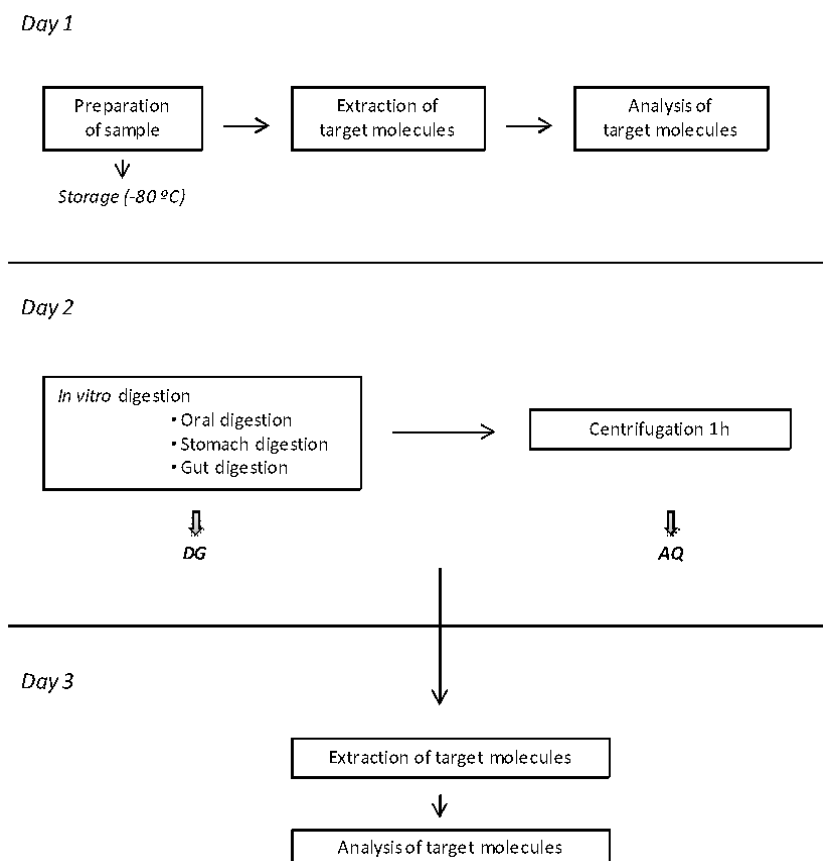 Day 1
Preparation
of sample
Extraction of
target molecules
Analysis of
target molecules
Storage (-80 ºC)
Day 2
In vitro digestion
• Oral digestion
• Stomach digestion
• Gut digestion
Centrifugation 1h
DG
AQ
Day 3
Extraction of target molecules
Analysis of target molecules